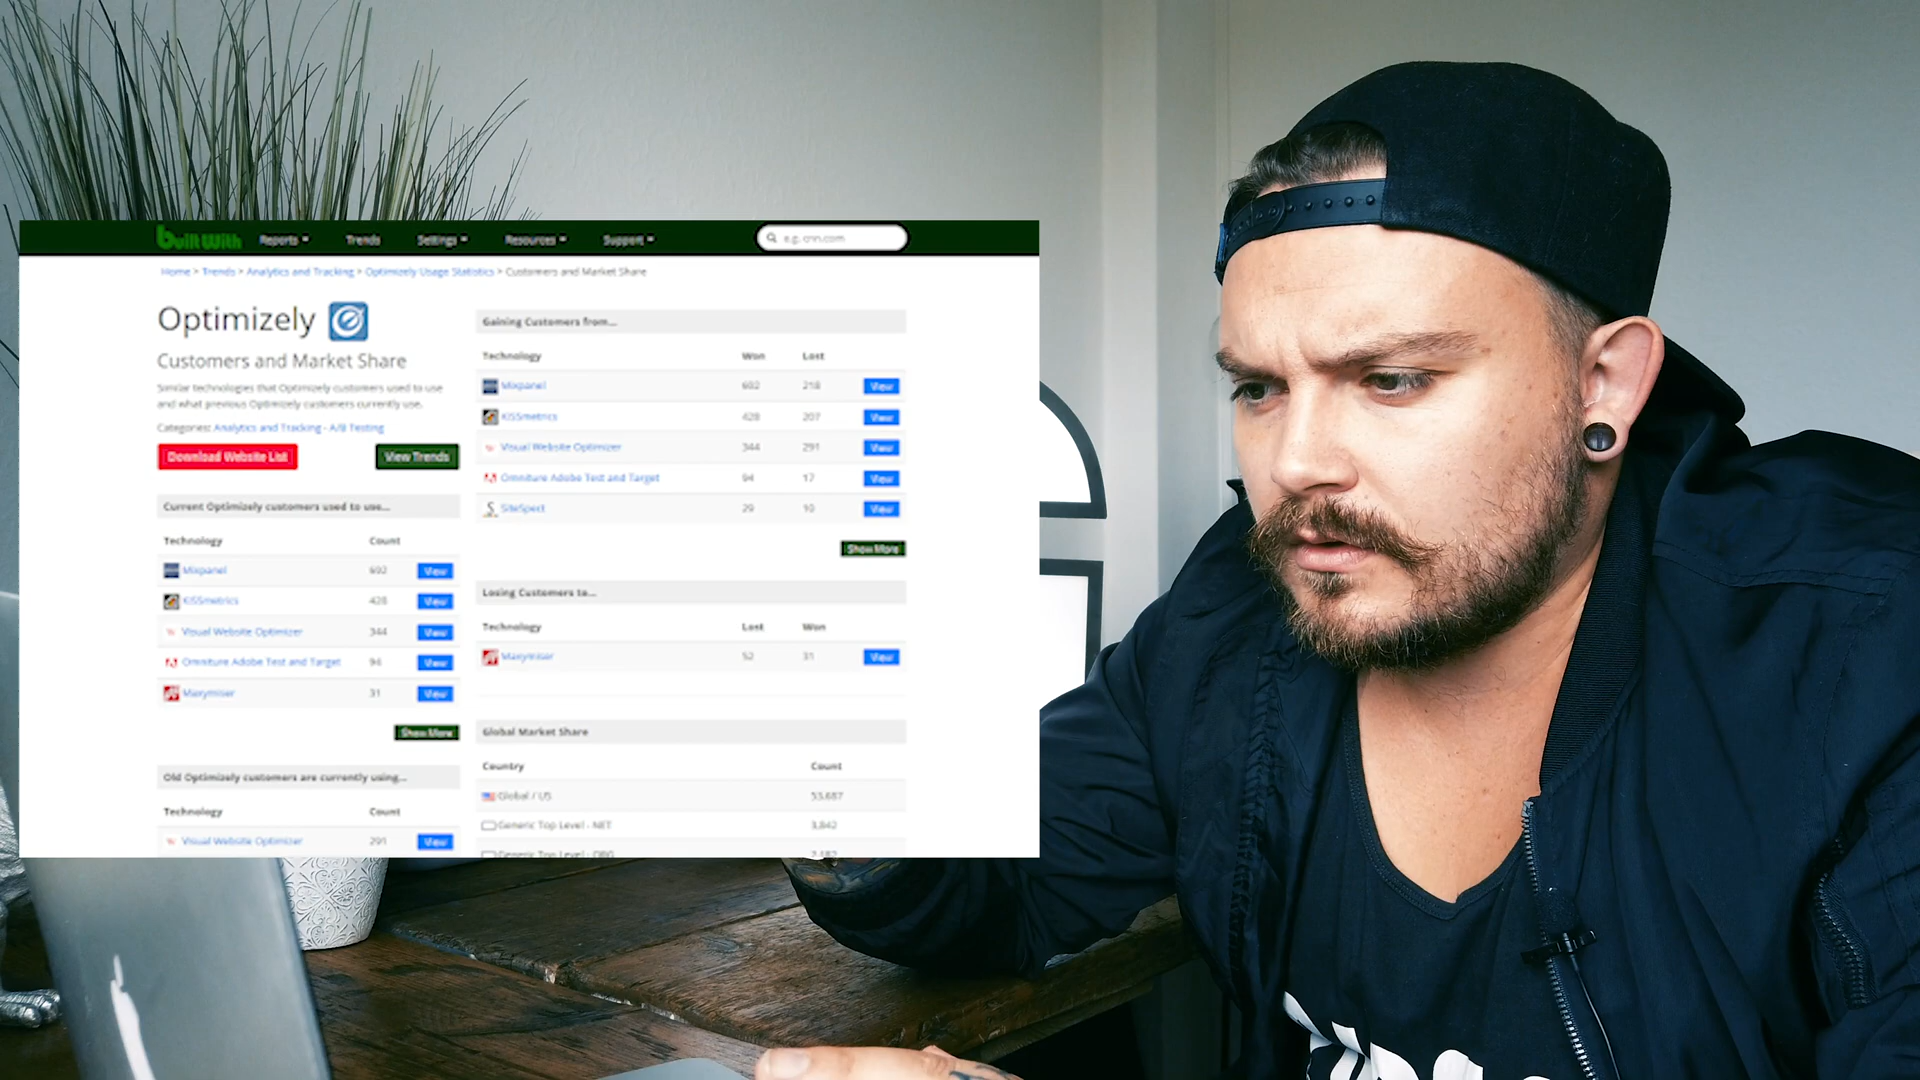 builtwith Reports Trends Settings Resources Support e.g. cnn.com
Home > Trends > Analytics and Tracking > Optimizely Usage Statistics > Customers and Market Share
Optimizely
Customers and Market Share
Similar technologies that Optimizely customers used to use
and what previous Optimizely customers currently use.
Categories: Analytics and Tracking - A/B Testing
Download Website List View Trends
Current Optimizely customers used to use...
Technology Count
Mixpanel 602 View
KISSmetrics 428 View
Visual Website Optimizer 344 View
Omniture Adobe Test and Target 94 View
Maxymiser 31 View
Show More
Old Optimizely customers are currently using...
Technology Count
Visual Website Optimizer 291 View
Gaining Customers from...
Technology Won Lost
Mixpanel 602 218 View
KISSmetrics 428 207 View
Visual Website Optimizer 344 291 View
Omniture Adobe Test and Target 94 17 View
SiteSpect 29 10 View
Show More
Losing Customers to...
Technology Lost Won
Maxymiser 52 31 View
Global Market Share
Country Count
Global / US
Generic Top Level - NET 3,842
Generic Top Level - ORG